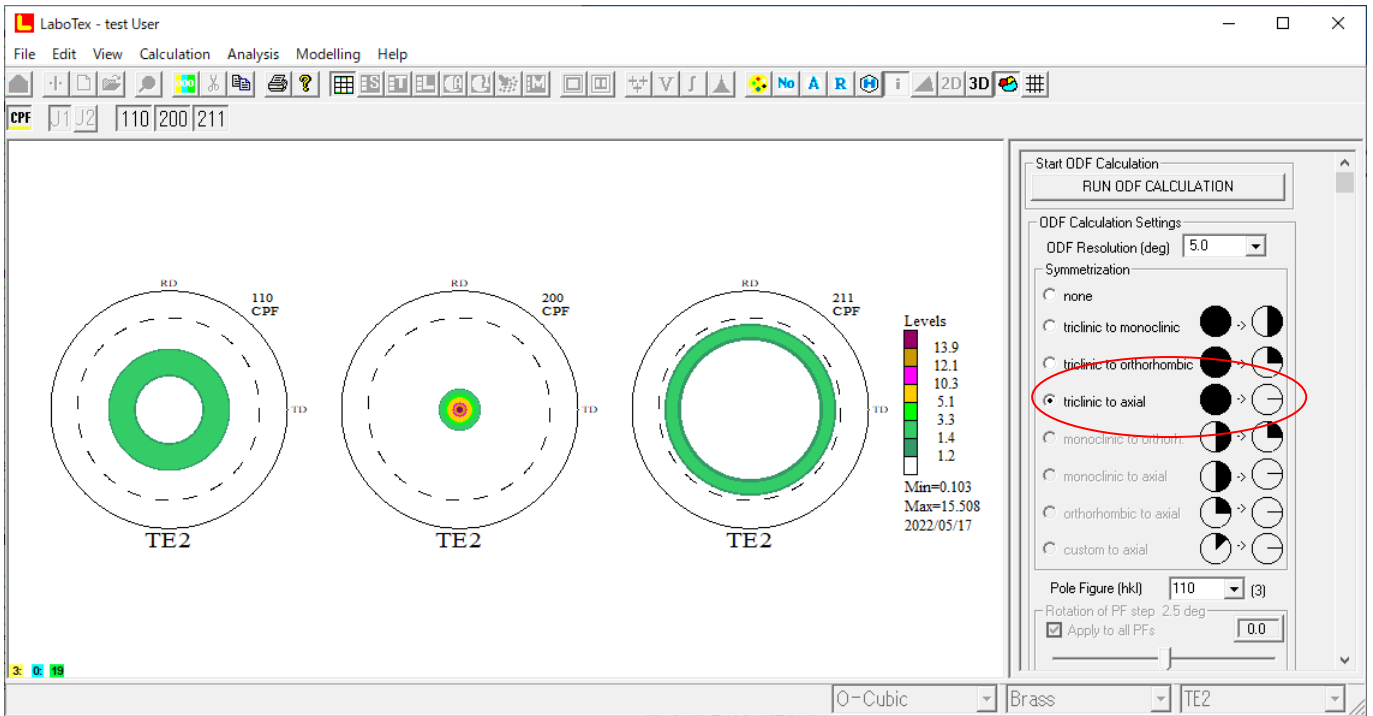 LaboTex - test User
File Edit View Calculation Analysis Modelling Help
No A R H i 2D 3D
CPF J1 J2 110 200 211
RD 110 CPF TD TE2
RD 200 CPF TD TE2
RD 211 CPF TD TE2
Levels
13.9
12.1
10.3
5.1
3.3
1.4
1.2
Min=0.103
Max=15.508
2022/05/17
Start ODF Calculation
RUN ODF CALCULATION
ODF Calculation Settings
ODF Resolution (deg) 5.0
Symmetrization
none
triclinic to monoclinic ->
triclinic to orthorhombic ->
triclinic to axial ->
monoclinic to orthorh. ->
monoclinic to axial ->
orthorhombic to axial ->
custom to axial ->
Pole Figure (hkl) 110 (3)
Rotation of PF step 2.5 deg
Apply to all PFs 0.0
3: 0: 19
O-Cubic Brass TE2